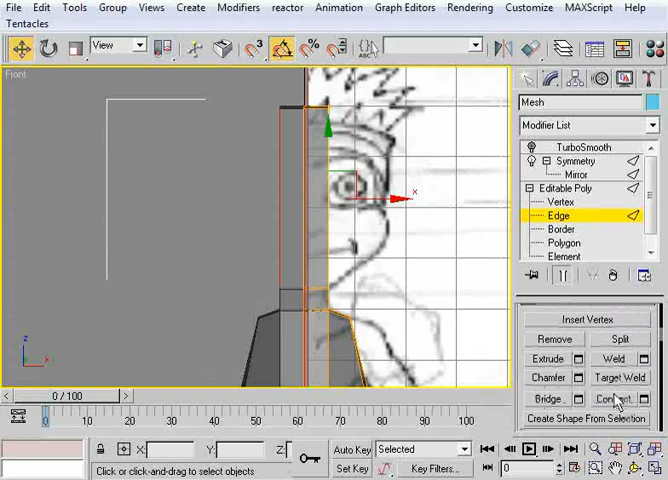 File Edit Tools Group Views Create Modifiers reactor Animation Graph Editors Rendering Customize MAXScript Help
Tentacles
View
3
%
ABC
Front
Mesh
Modifier List
TurboSmooth
Symmetry
Mirror
Editable Poly
Vertex
Edge
Border
Polygon
Element
x
z
x
Insert Vertex
Remove Split
Extrude Weld
Chamfer Target Weld
Bridge
Create Shape From Selection
< 0 / 100 >
0 10 20 30 40 50 60 70 80 90 100
X: Y: Z:
Auto Key Selected
Click or click-and-drag to select objects
Set Key Key Filters... 0